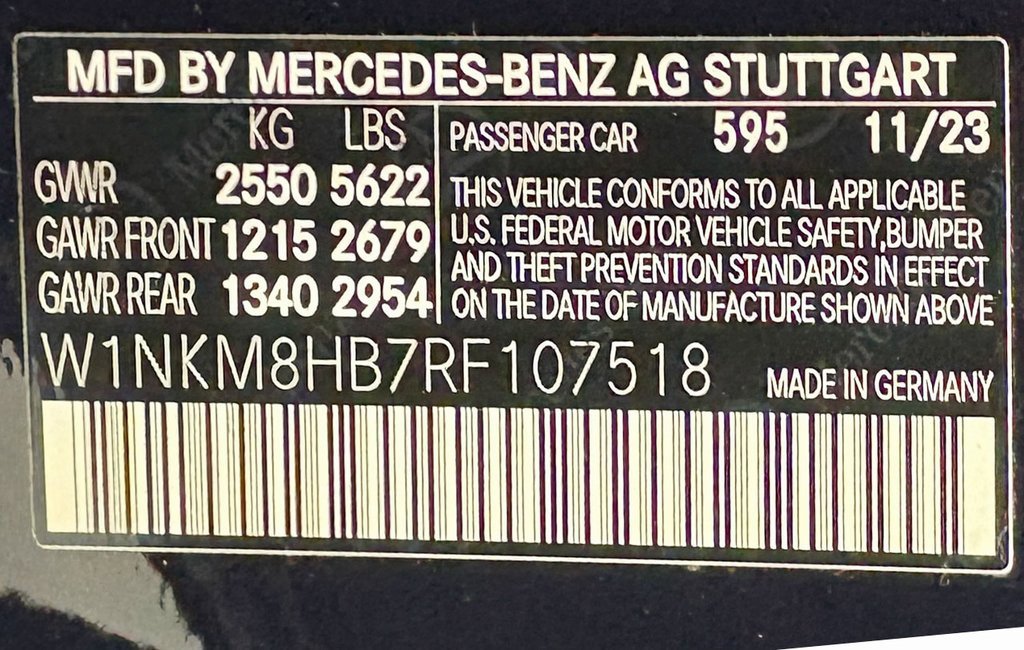 MFD BY MERCEDES-BENZ AG STUTTGART
KG LBS
GVWR 2550 5622
GAWR FRONT 1215 2679
GAWR REAR 1340 2954
PASSENGER CAR 595 11/23
THIS VEHICLE CONFORMS TO ALL APPLICABLE
U.S. FEDERAL MOTOR VEHICLE SAFETY,BUMPER
AND THEFT PREVENTION STANDARDS IN EFFECT
ON THE DATE OF MANUFACTURE SHOWN ABOVE
W1NKM8HB7RF107518
MADE IN GERMANY